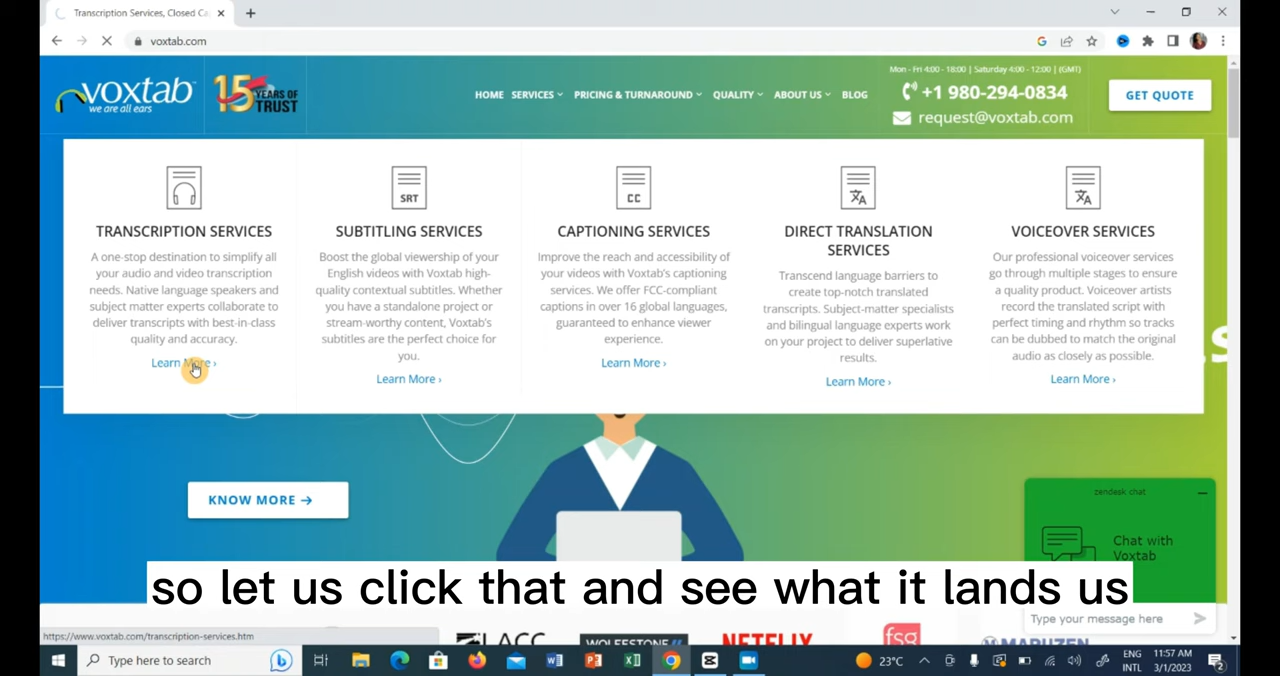 Transcription Services, Closed Ca
voxtab.com
voxtab
we are all ears
15 YEARS OF
TRUST
HOME SERVICES PRICING & TURNAROUND QUALITY ABOUT US BLOG
Mon - Fri 4:00 - 18:00 | Saturday 4:00 - 12:00 | (GMT)
+1 980-294-0834
request@voxtab.com
GET QUOTE
TRANSCRIPTION SERVICES
A one-stop destination to simplify all
your audio and video transcription
needs. Native language speakers and
subject matter experts collaborate to
deliver transcripts with best-in-class
quality and accuracy.
Learn More ›
SRT
SUBTITLING SERVICES
Boost the global viewership of your
English videos with Voxtab high-
quality contextual subtitles. Whether
you have a standalone project or
stream-worthy content, Voxtab's
subtitles are the perfect choice for
you.
Learn More ›
CC
CAPTIONING SERVICES
Improve the reach and accessibility of
your videos with Voxtab's captioning
services. We offer FCC-compliant
captions in over 16 global languages,
guaranteed to enhance viewer
experience.
Learn More ›
DIRECT TRANSLATION
SERVICES
Transcend language barriers to
create top-notch translated
transcripts. Subject-matter specialists
and bilingual language experts work
on your project to deliver superlative
results.
Learn More ›
VOICEOVER SERVICES
Our professional voiceover services
go through multiple stages to ensure
a quality product. Voiceover artists
record the translated script with
perfect timing and rhythm so tracks
can be dubbed to match the original
audio as closely as possible.
Learn More ›
KNOW MORE →
zendesk chat
Chat with
Voxtab
Type your message here
so let us click that and see what it lands us
https://www.voxtab.com/transcription-services.htm
LACC
WOLFESTONE
NETFLIX
fsg
MARUZEN
Type here to search
23°C
ENG
INTL
11:57 AM
3/1/2023
2